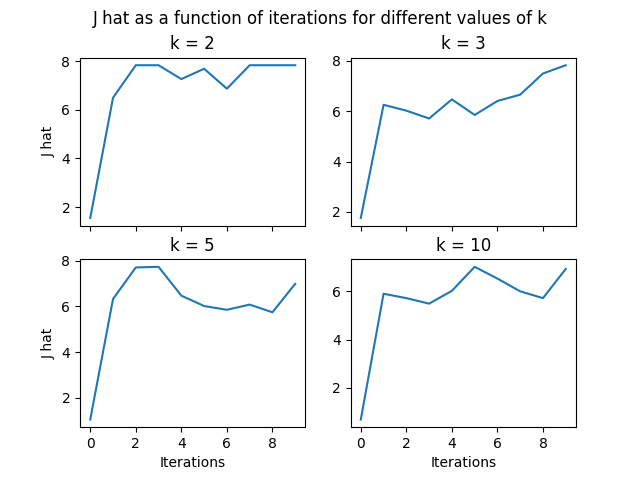 J hat as a function of iterations for different values of k
k = 2
k = 3
8
6
4
2
J hat
8
6
4
2
k = 5
k = 10
8
6
4
2
J hat
6
4
2
0 2 4 6 8
0 2 4 6 8
Iterations
Iterations